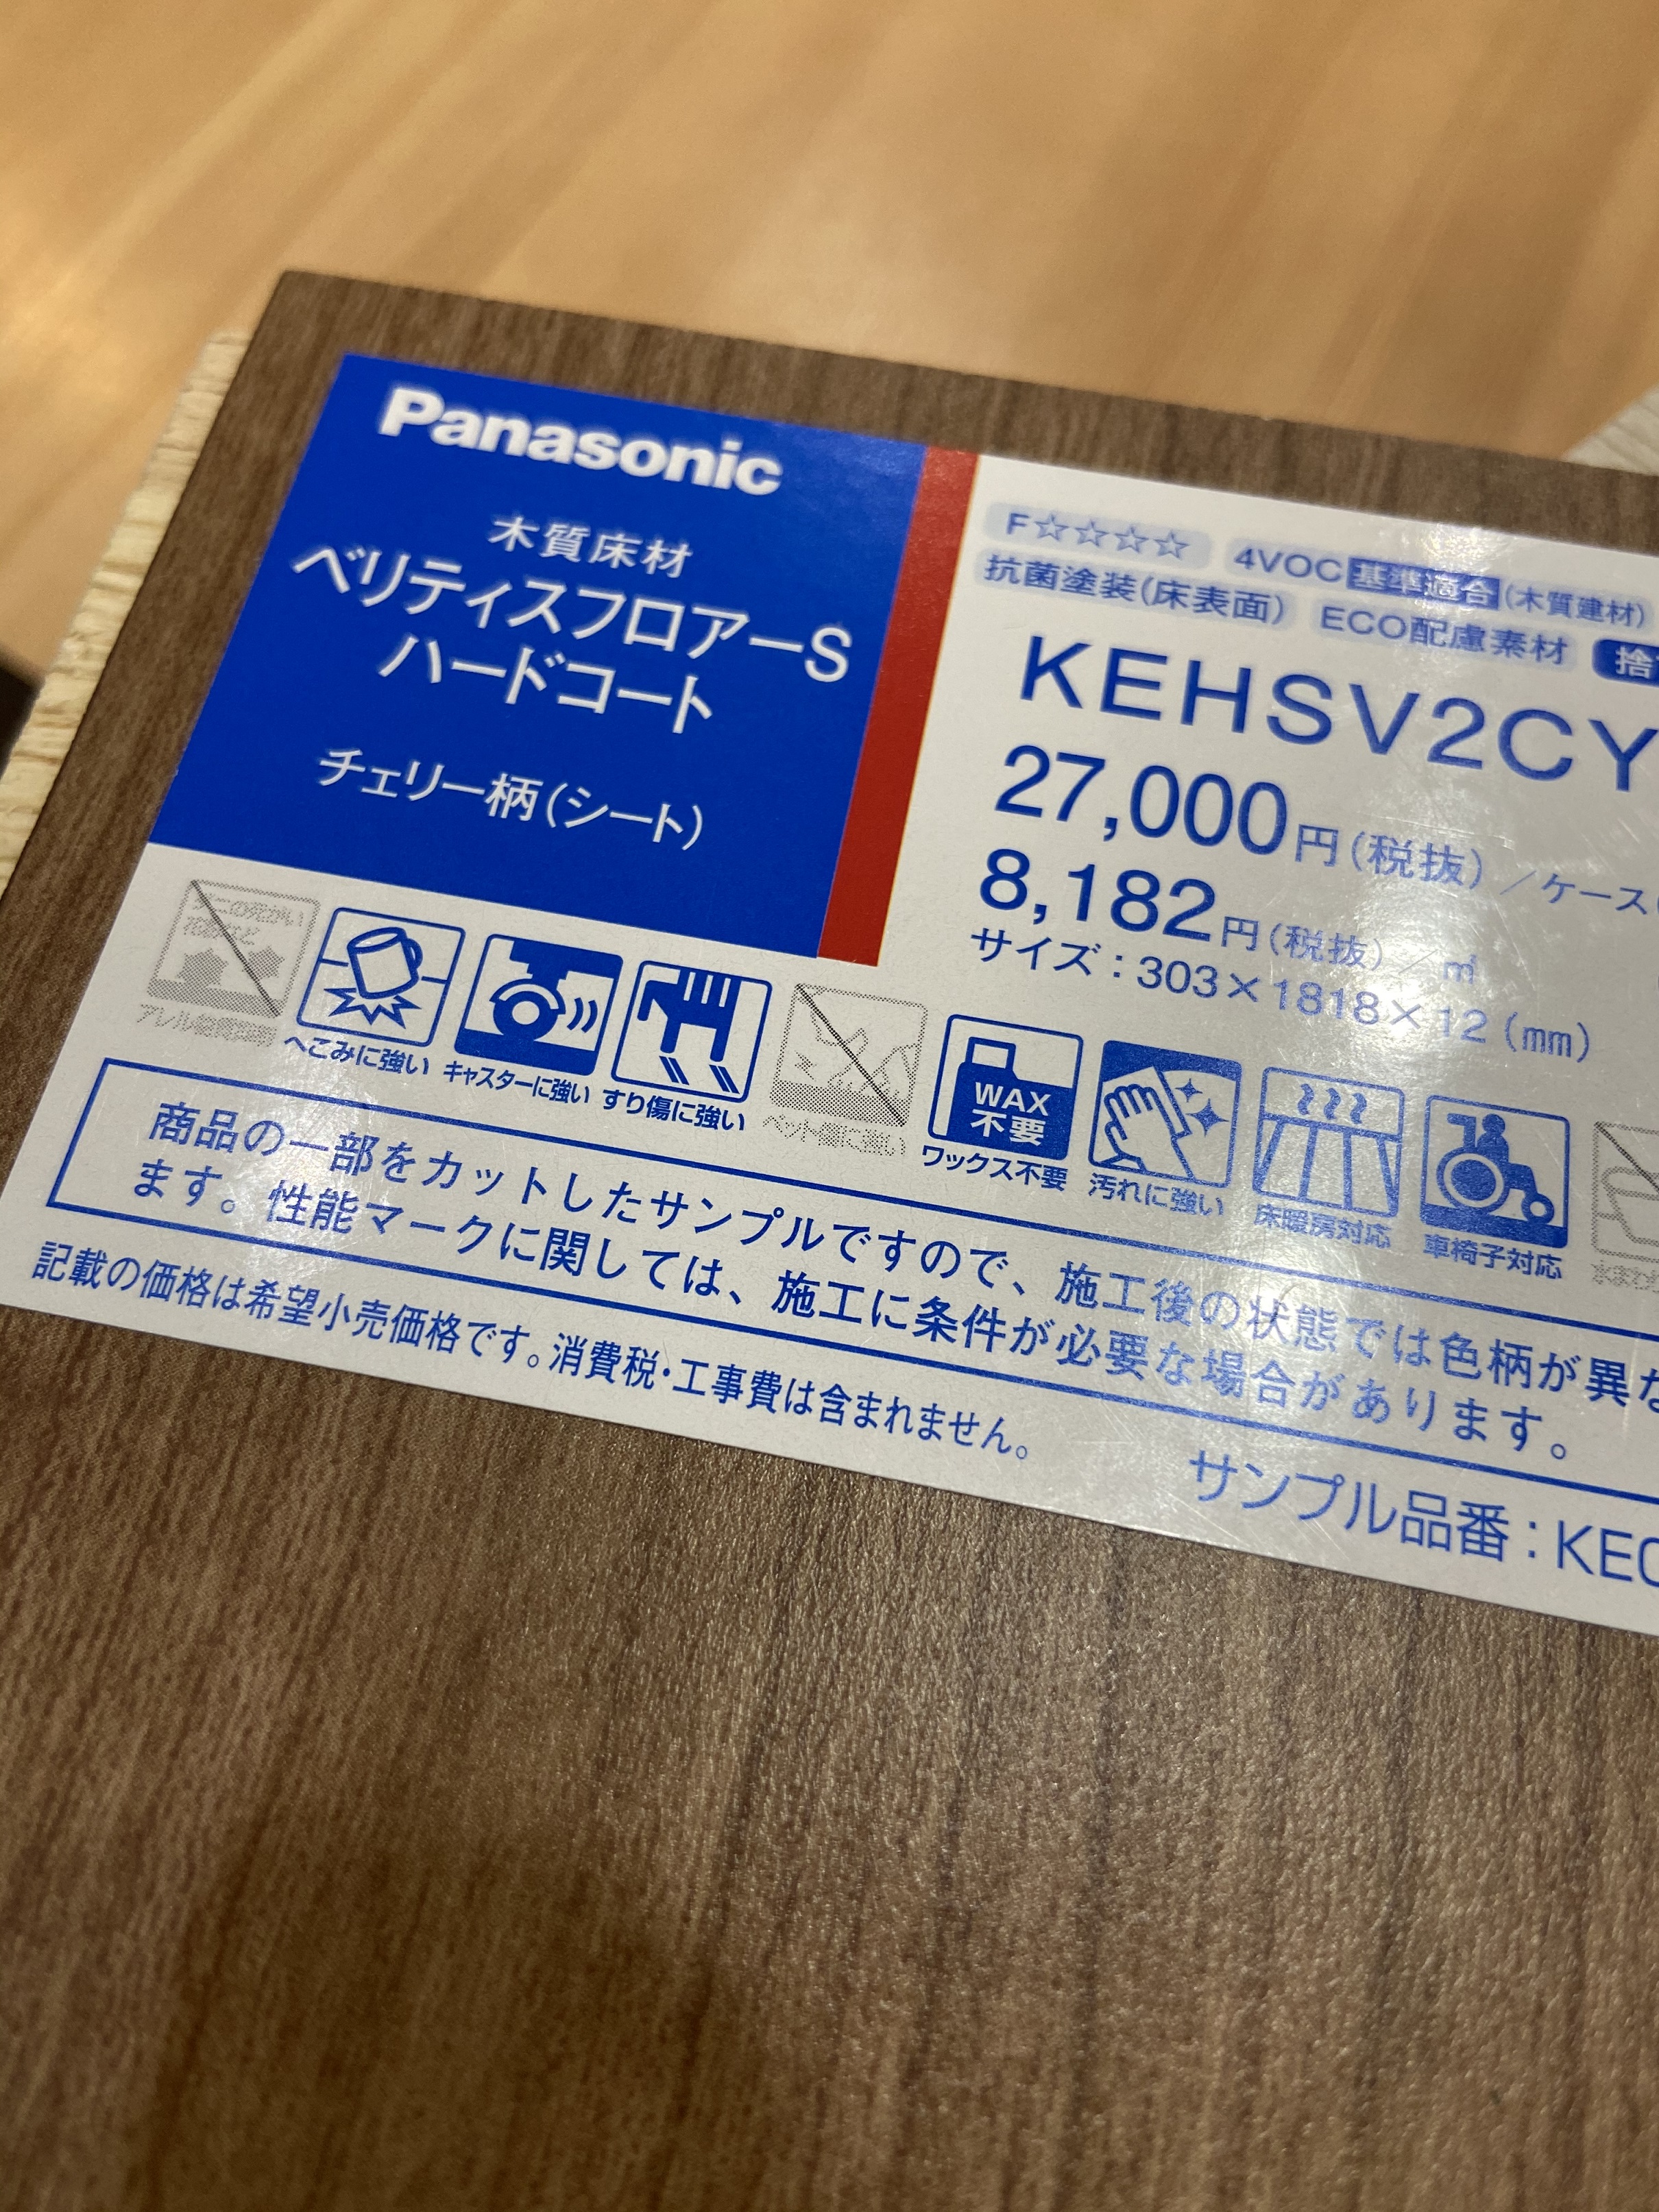 Panasonic
木質床材
ベリティスフロアーS
ハードコート
チェリー柄(シート)
F☆☆☆☆ 4VOC基準適合(木質建材)
抗菌塗装(床表面) ECO配慮素材 捨
KEHSV2CY
27,000円(税抜)/ケース
8,182円(税抜)/㎡
サイズ:303×1818×12(㎜)
へこみに強い キャスターに強い すり傷に強い ペット傷に強い
WAX
不要
ワックス不要 汚れに強い 床暖房対応 車椅子対応
商品の一部をカットしたサンプルですので、施工後の状態では色柄が異な
ます。性能マークに関しては、施工に条件が必要な場合があります。
記載の価格は希望小売価格です。消費税・工事費は含まれません。
サンプル品番:KEC